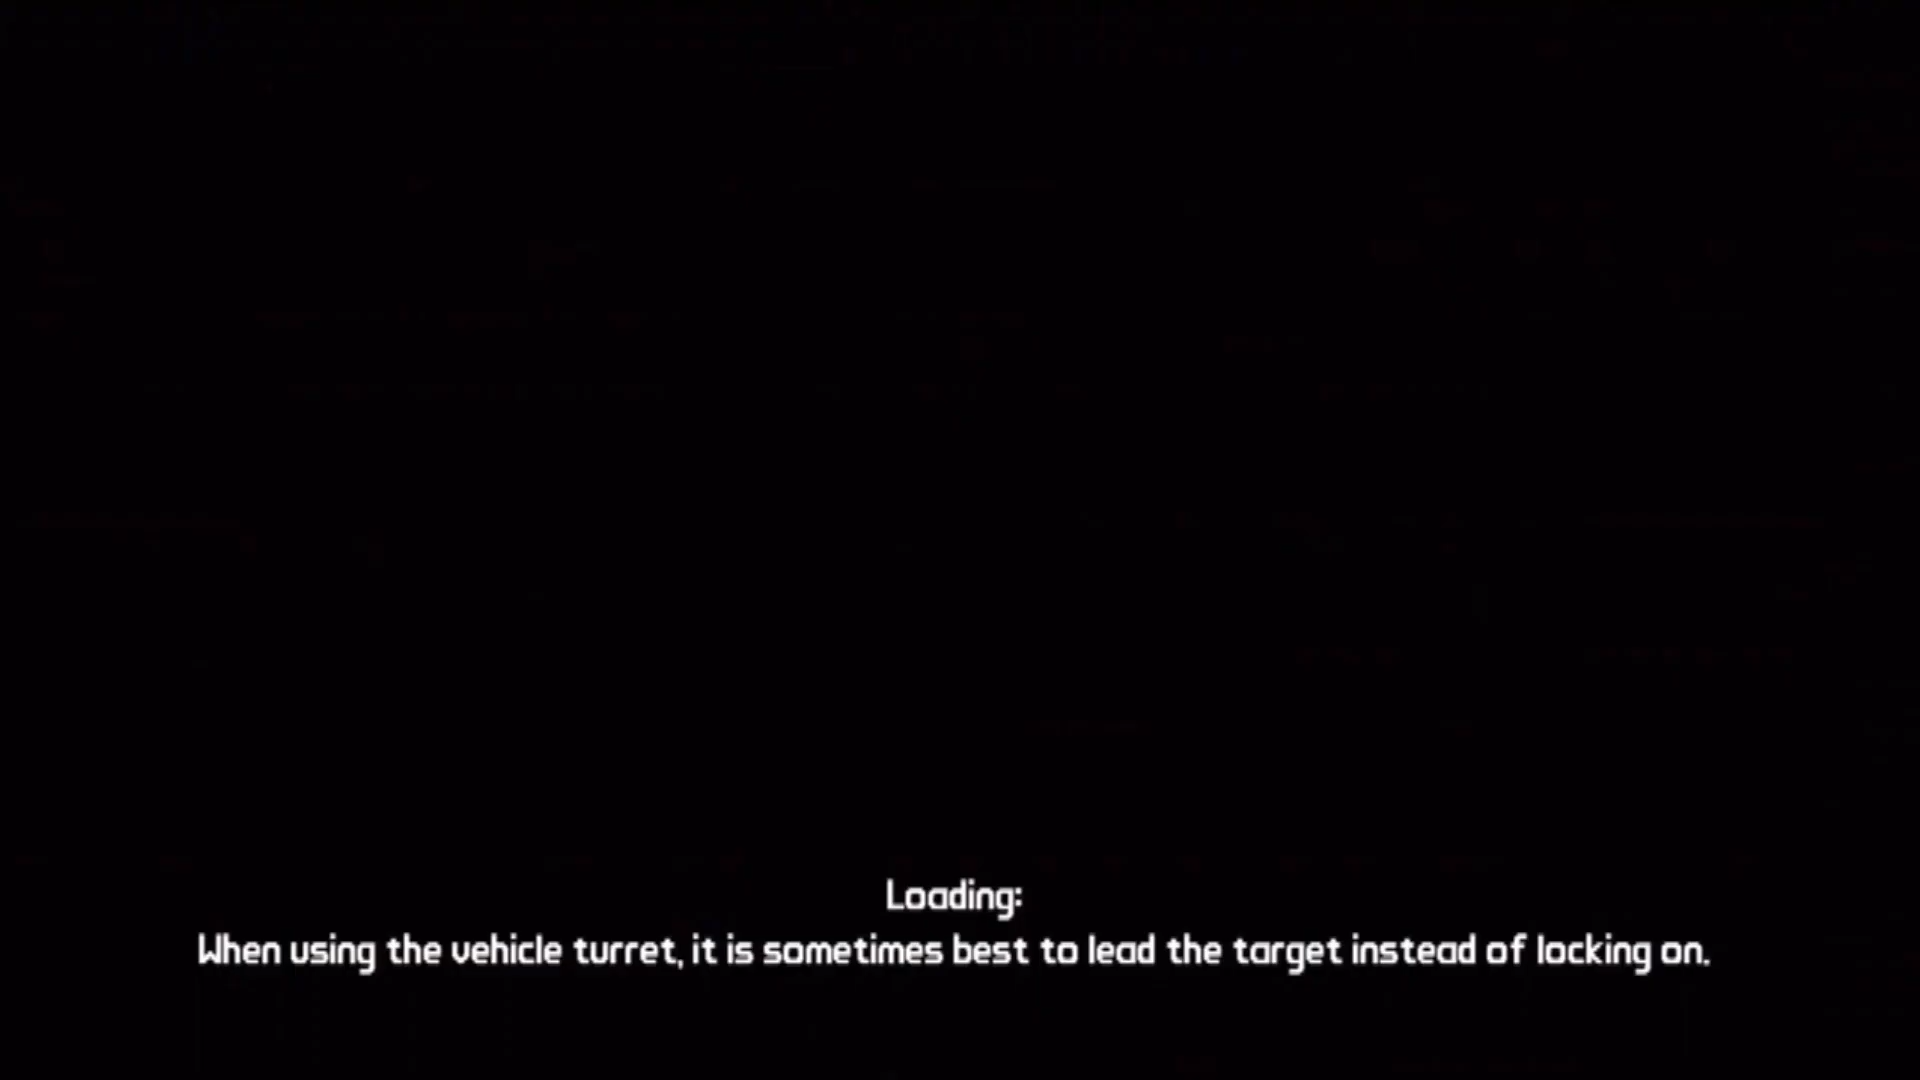 Loading:
When using the vehicle turret, it is sometimes best to lead the target instead of locking on.